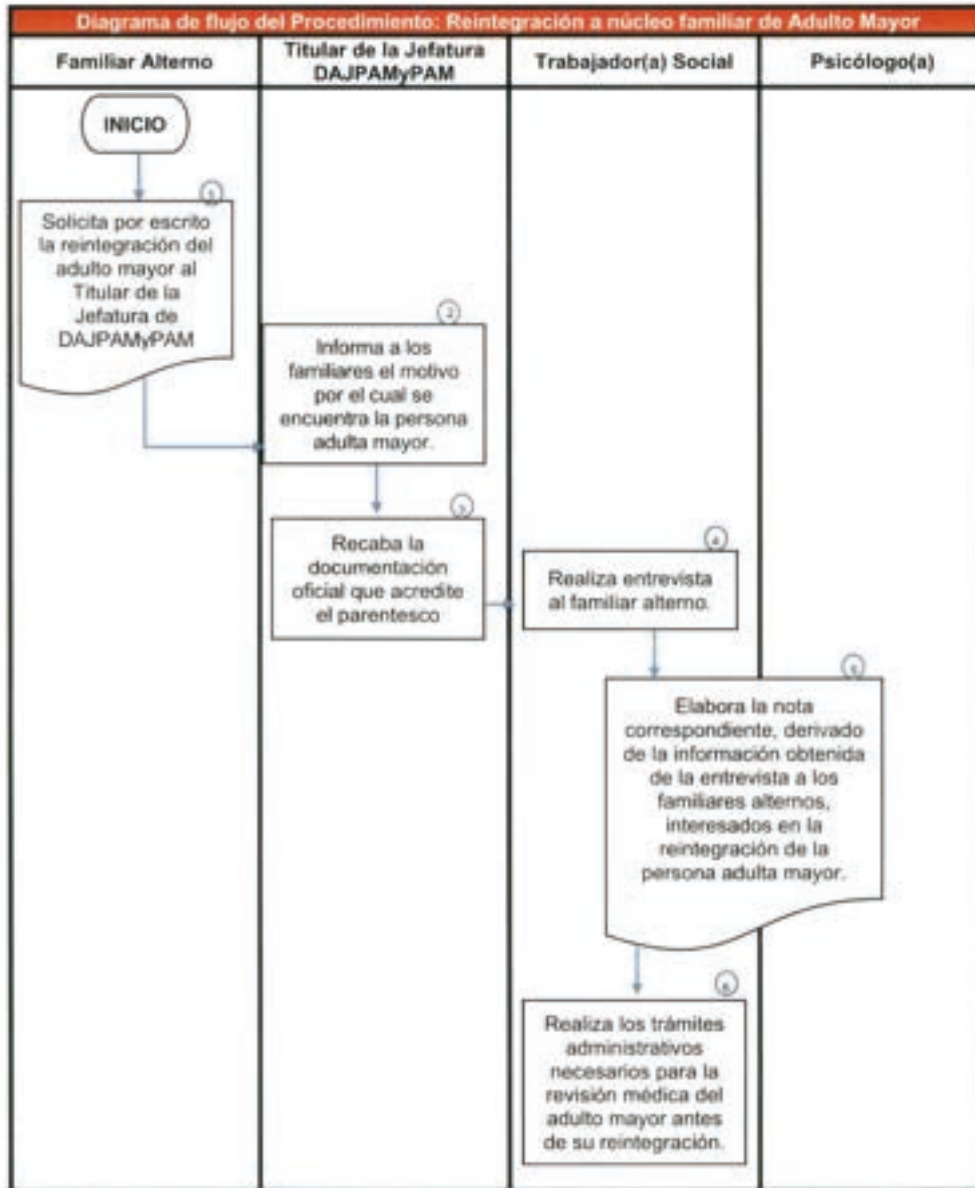 Diagrama de flujo del Procedimiento: Reintegración a núcleo familiar de Adulto Mayor
Familiar Alterno
Titular de la Jefatura
DAJPAMyPAM
Trabajador(a) Social
Psicólogo(a)
INICIO
1
Solicita por escrito
la reintegración del
adulto mayor al
Titular de la
Jefatura de
DAJPAMyPAM
2
Informa a los
familiares el motivo
por el cual se
encuentra la persona
adulta mayor.
3
Recaba la
documentación
oficial que acredite
el parentesco
4
Realiza entrevista
al familiar alterno.
5
Elabora la nota
correspondiente, derivado
de la información obtenida
de la entrevista a los
familiares alternos,
interesados en la
reintegración de la
persona adulta mayor.
6
Realiza los trámites
administrativos
necesarios para la
revisión médica del
adulto mayor antes
de su reintegración.